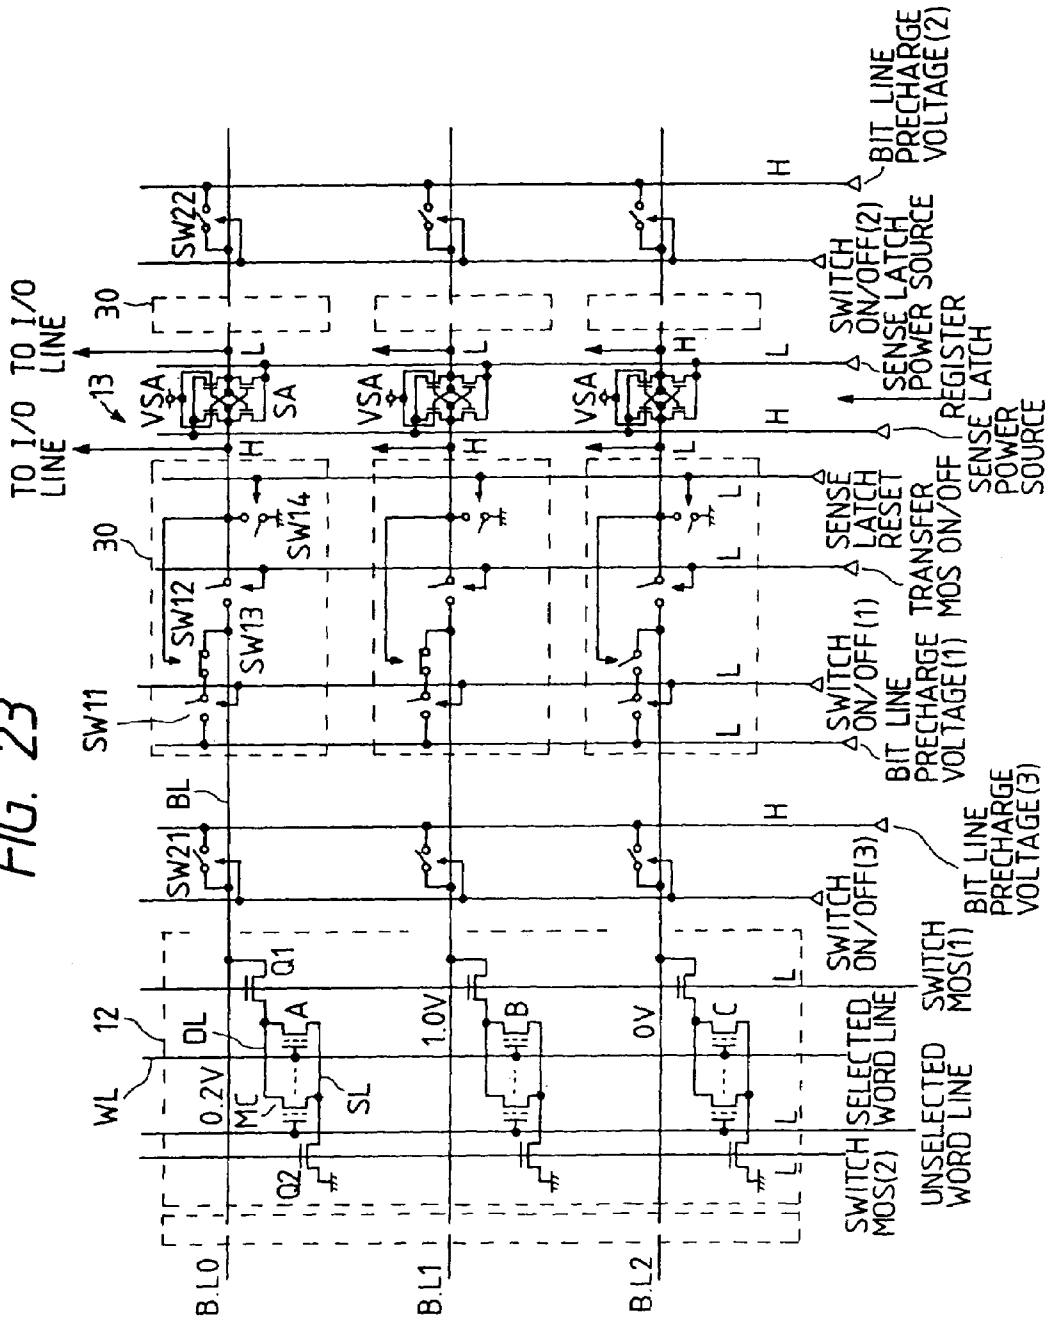 FIG. 23
TO I/O
LINE
TO I/O
LINE
13
30
30
SW11
12
WL
DL
0.2V
MC
A
Q1
Q2
SL
SW21
BL
SW12
SW13
SW14
VSA
SA
H
L
SW22
B.L0
1.0V
B
VSA
H
L
B.L1
0V
C
VSA
L
H
B.L2
L
L
L
H
L
L
L
L
H
L
H
SWITCH
MOS(2)
UNSELECTED
WORD LINE
SELECTED
WORD LINE
SWITCH
MOS(1)
SWITCH
ON/OFF(3)
BIT LINE
PRECHARGE
VOLTAGE(3)
BIT LINE
PRECHARGE
VOLTAGE(1)
SWITCH
ON/OFF(1)
TRANSFER
MOS ON/OFF
SENSE
LATCH
RESET
SENSE LATCH
POWER
SOURCE
REGISTER
SENSE LATCH
POWER SOURCE
SWITCH
ON/OFF(2)
BIT LINE
PRECHARGE
VOLTAGE(2)